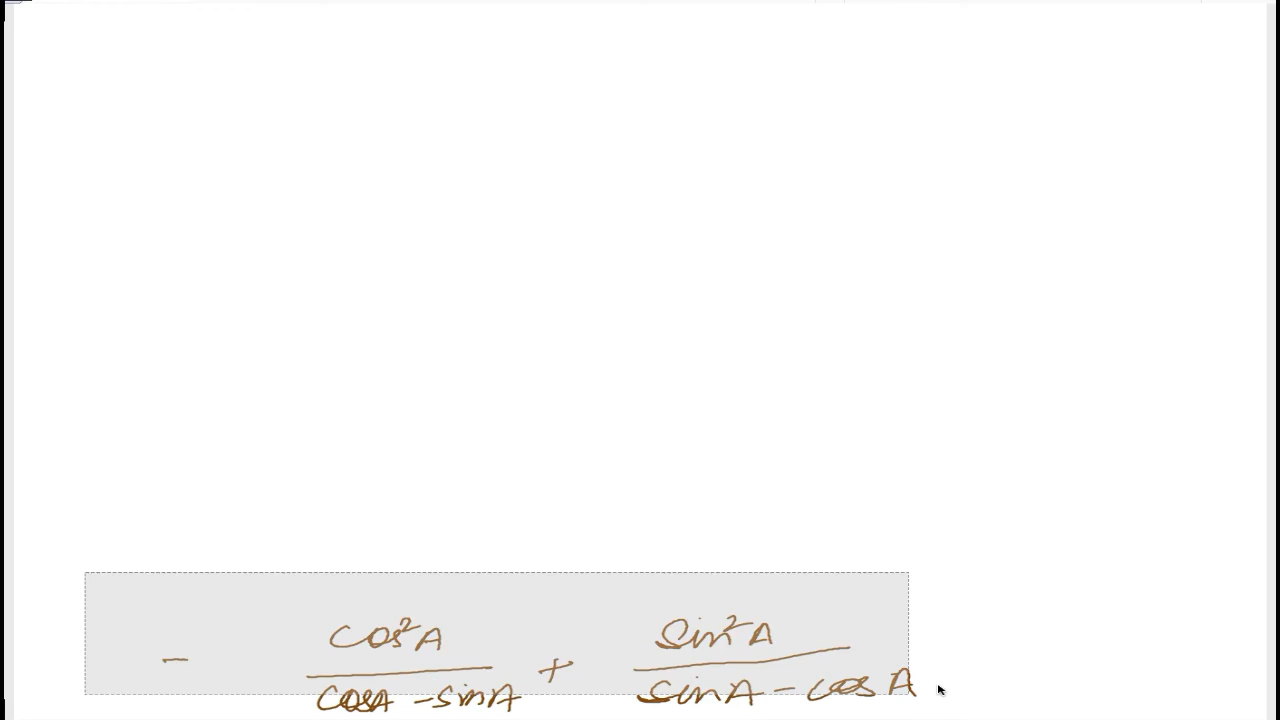 - cos²A / (cosA - sinA) + sin²A / (sinA - cosA)